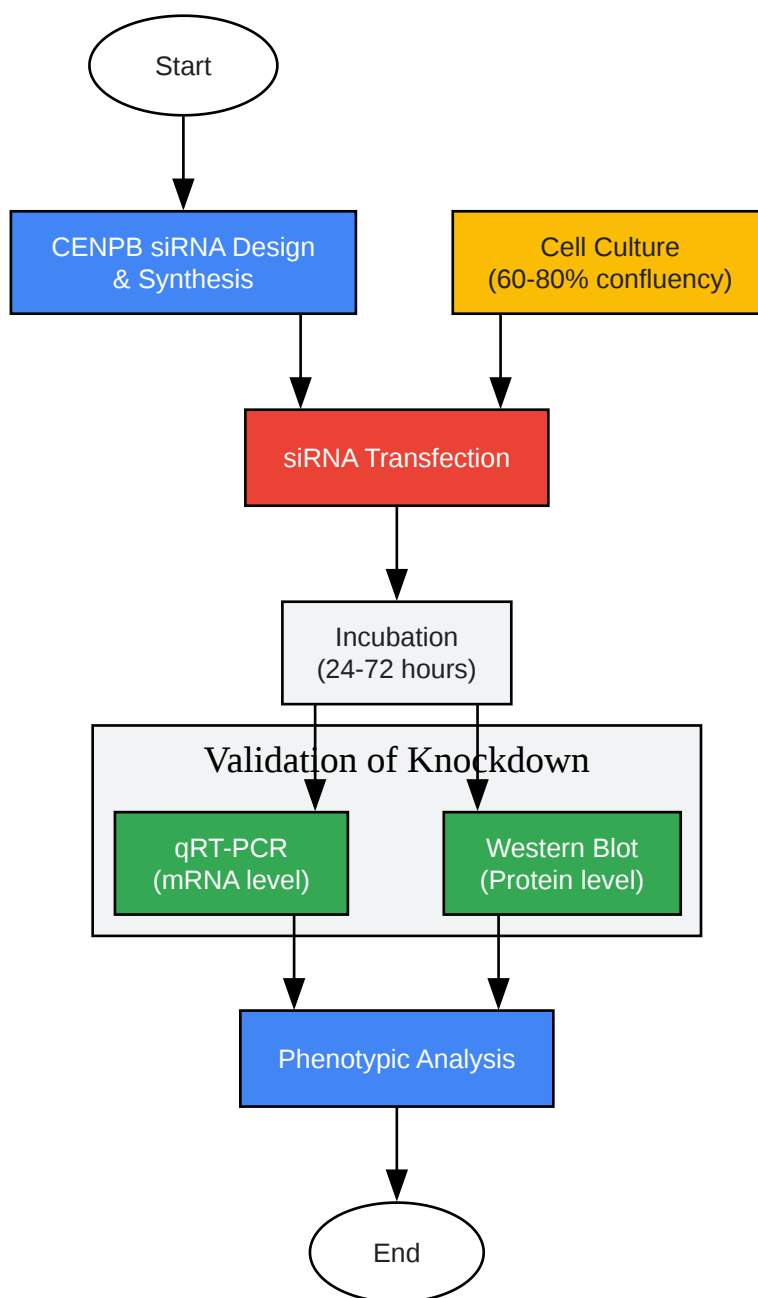 Start
CENPB siRNA Design
& Synthesis
Cell Culture
(60-80% confluency)
siRNA Transfection
Incubation
(24-72 hours)
Validation of Knockdown
qRT-PCR
(mRNA level)
Western Blot
(Protein level)
Phenotypic Analysis
End